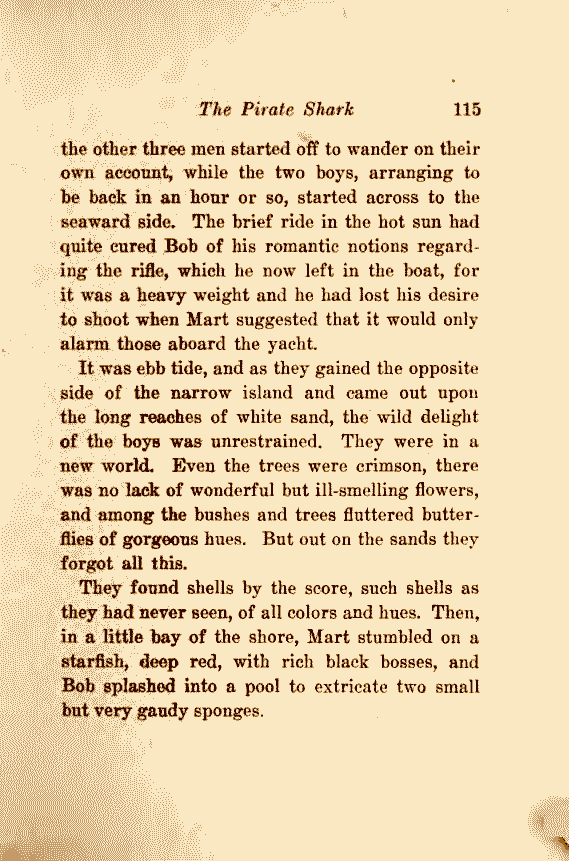 The Pirate Shark 115
the other three men started off to wander on their
own account, while the two boys, arranging to
be back in an hour or so, started across to the
seaward side. The brief ride in the hot sun had
quite cured Bob of his romantic notions regard-
ing the rifle, which he now left in the boat, for
it was a heavy weight and he had lost his desire
to shoot when Mart suggested that it would only
alarm those aboard the yacht.
It was ebb tide, and as they gained the opposite
side of the narrow island and came out upon
the long reaches of white sand, the wild delight
of the boys was unrestrained. They were in a
new world. Even the trees were crimson, there
was no lack of wonderful but ill-smelling flowers,
and among the bushes and trees fluttered butter-
flies of gorgeous hues. But out on the sands they
forgot all this.
They found shells by the score, such shells as
they had never seen, of all colors and hues. Then,
in a little bay of the shore, Mart stumbled on a
starfish, deep red, with rich black bosses, and
Bob splashed into a pool to extricate two small
but very gaudy sponges.